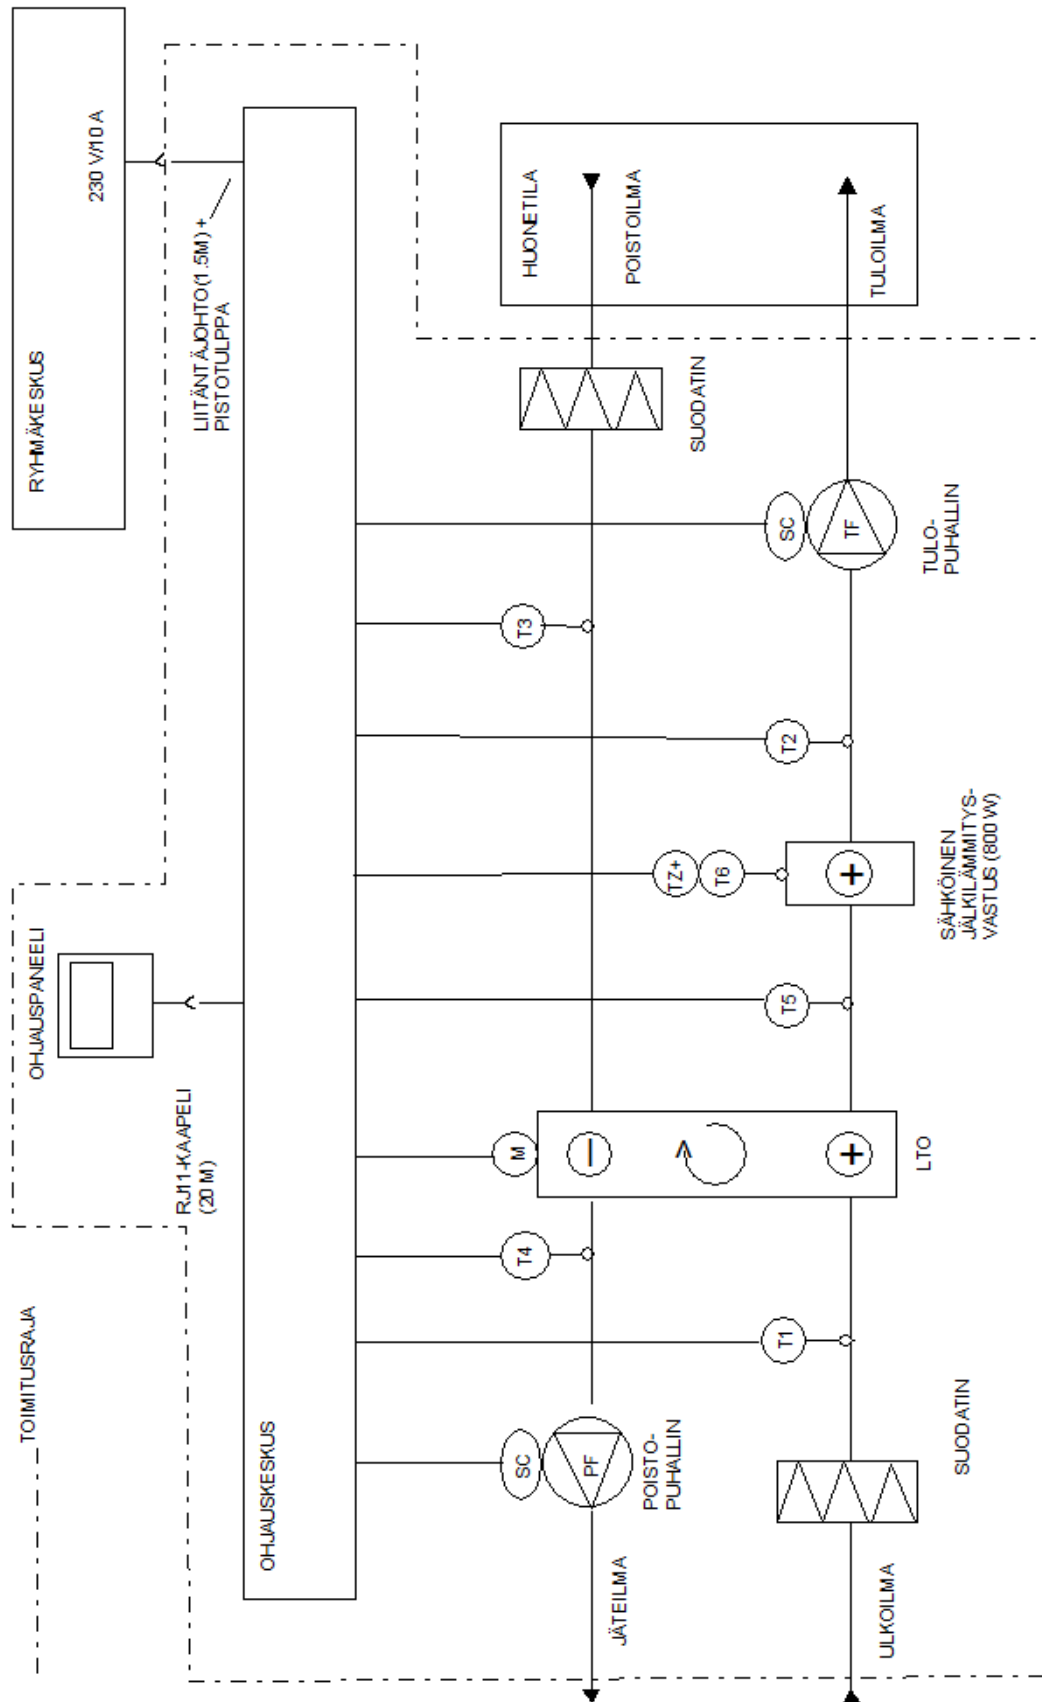 TOIMITUSRAJA
OHJAUSPANEELI
RYHMÄKESKUS
230 V/10 A
RJ11-KAAPELI
(20 M)
LIITÄNTÄJOHTO(1.5M) +
PISTOTULPPA
OHJAUSKESKUS
SC
T4
M
T3
HUONETILA
PF
POISTOILMA
JÄTEILMA
POISTO-
PUHALLIN
TZ+
T6
SUODATIN
T1
T5
T2
SC
TF
TULOILMA
ULKOILMA
SUODATIN
LTO
SÄHKÖINEN
JÄLKILÄMMITYS-
VASTUS (800 W)
TULO-
PUHALLIN